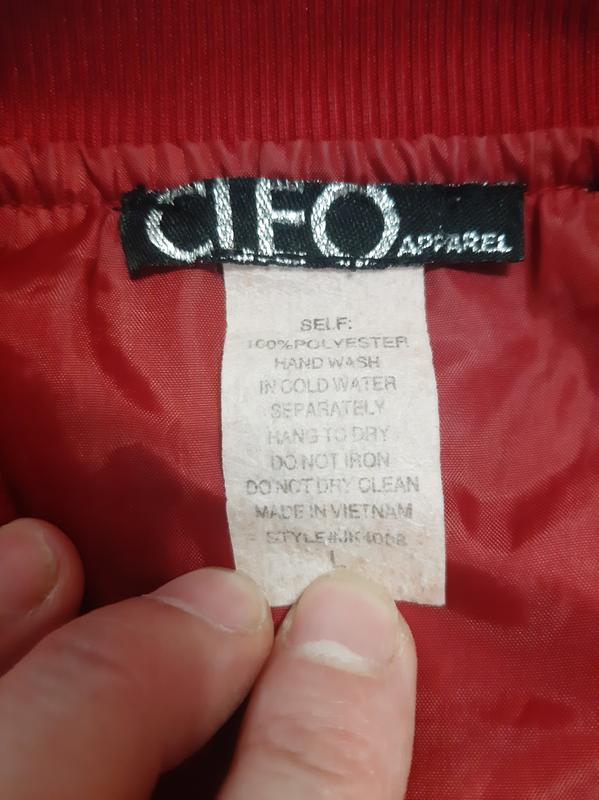 CLEO APPAREL
SELF:
100%POLYESTER
HAND WASH
IN COLD WATER
SEPARATELY
HANG TO DRY
DO NOT IRON
DO NOT DRY CLEAN
MADE IN VIETNAM
L